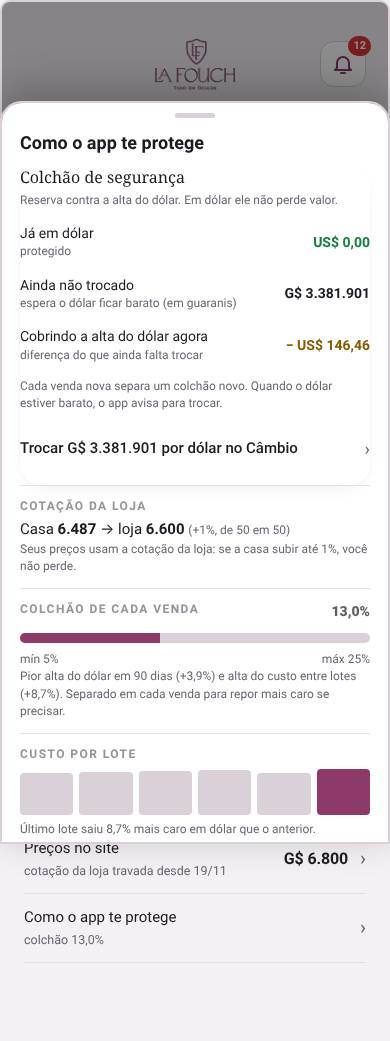 LF
LA FOUCH
12
Como o app te protege
Colchão de segurança
Reserva contra a alta do dólar. Em dólar ele não perde valor.
Já em dólar
US$ 0,00
protegido
Ainda não trocado
G$ 3.381.901
espera o dólar ficar barato (em guaranis)
Cobrindo a alta do dólar agora
− US$ 146,46
diferença do que ainda falta trocar
Cada venda nova separa um colchão novo. Quando o dólar
estiver barato, o app avisa para trocar.
Trocar G$ 3.381.901 por dólar no Câmbio ›
COTAÇÃO DA LOJA
Casa 6.487 → loja 6.600 (+1%, de 50 em 50)
Seus preços usam a cotação da loja: se a casa subir até 1%, você
não perde.
COLCHÃO DE CADA VENDA
13,0%
mín 5%
máx 25%
Pior alta do dólar em 90 dias (+3,9%) e alta do custo entre lotes
(+8,7%). Separado em cada venda para repor mais caro se
precisar.
CUSTO POR LOTE
Último lote saiu 8,7% mais caro em dólar que o anterior.
Preços no site
G$ 6.800 ›
cotação da loja travada desde 19/11
Como o app te protege
›
colchão 13,0%